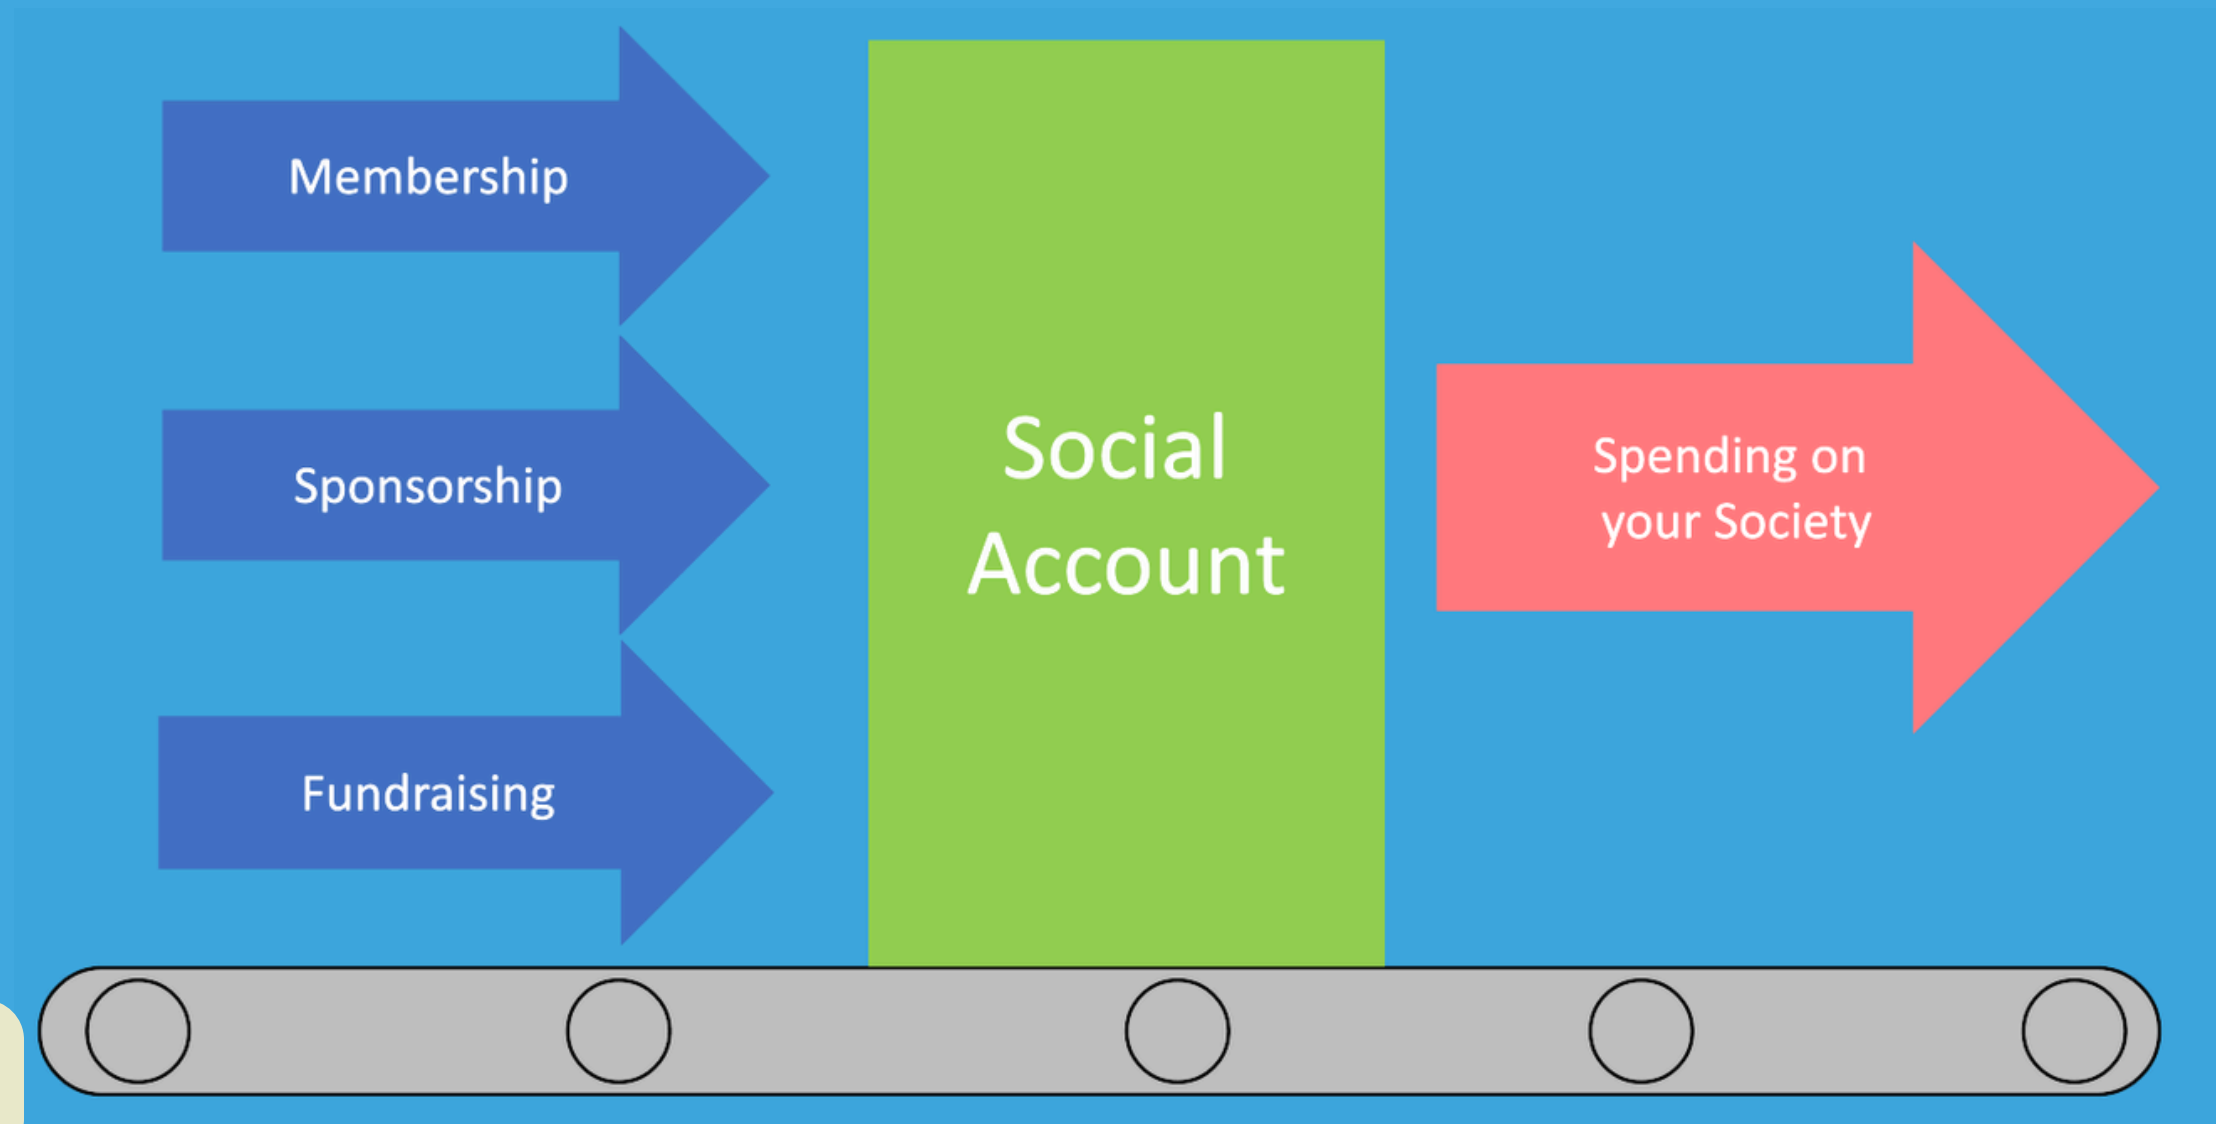 Membership
Sponsorship
Fundraising
Social
Account
Spending on
your Society